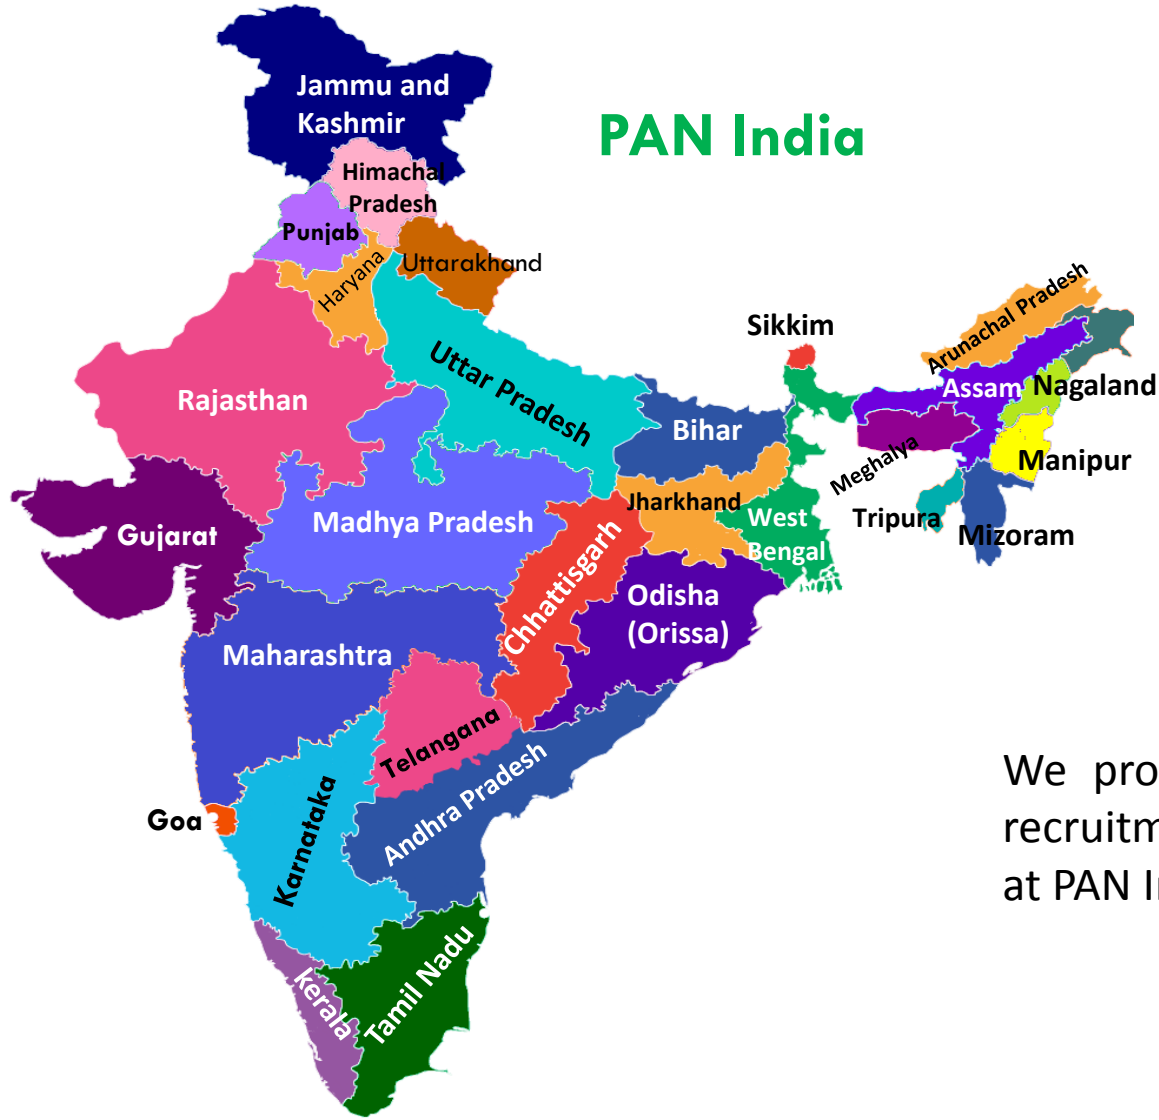 Jammu and
Kashmir
PAN India
Himachal
Pradesh
Punjab
Haryana
Uttarakhand
Arunachal Pradesh
Sikkim
Uttar Pradesh
Rajasthan
Assam
Nagaland
Bihar
Meghalya
Manipur
Jharkhand
Madhya Pradesh
West
Bengal
Tripura
Mizoram
Gujarat
Chhattisgarh
Odisha
(Orissa)
Maharashtra
Telangana
Andhra Pradesh
We pro
recruitm
at PAN I
Goa
Karnataka
Tamil Nadu
kerala